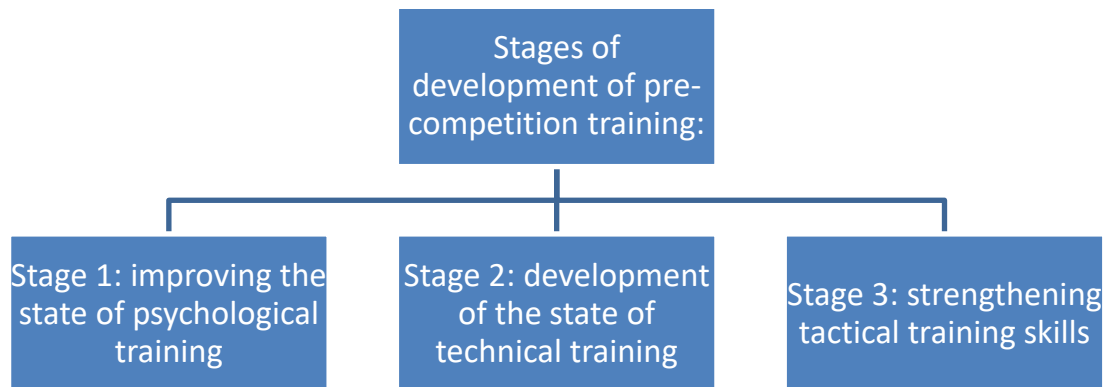 Stages of
development of pre-
competition training:
Stage 1: improving the
state of psychological
training
Stage 2: development
of the state of
technical training
Stage 3: strengthening
tactical training skills